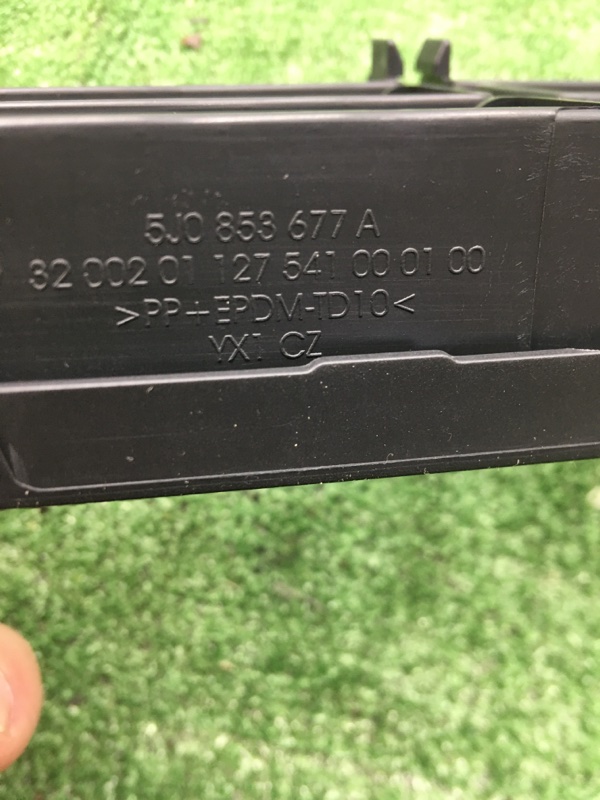 5J0 853 677 A
32 002 01 127 541 00 01 00
>PP+EPDM-TD10<
YX1 CZ